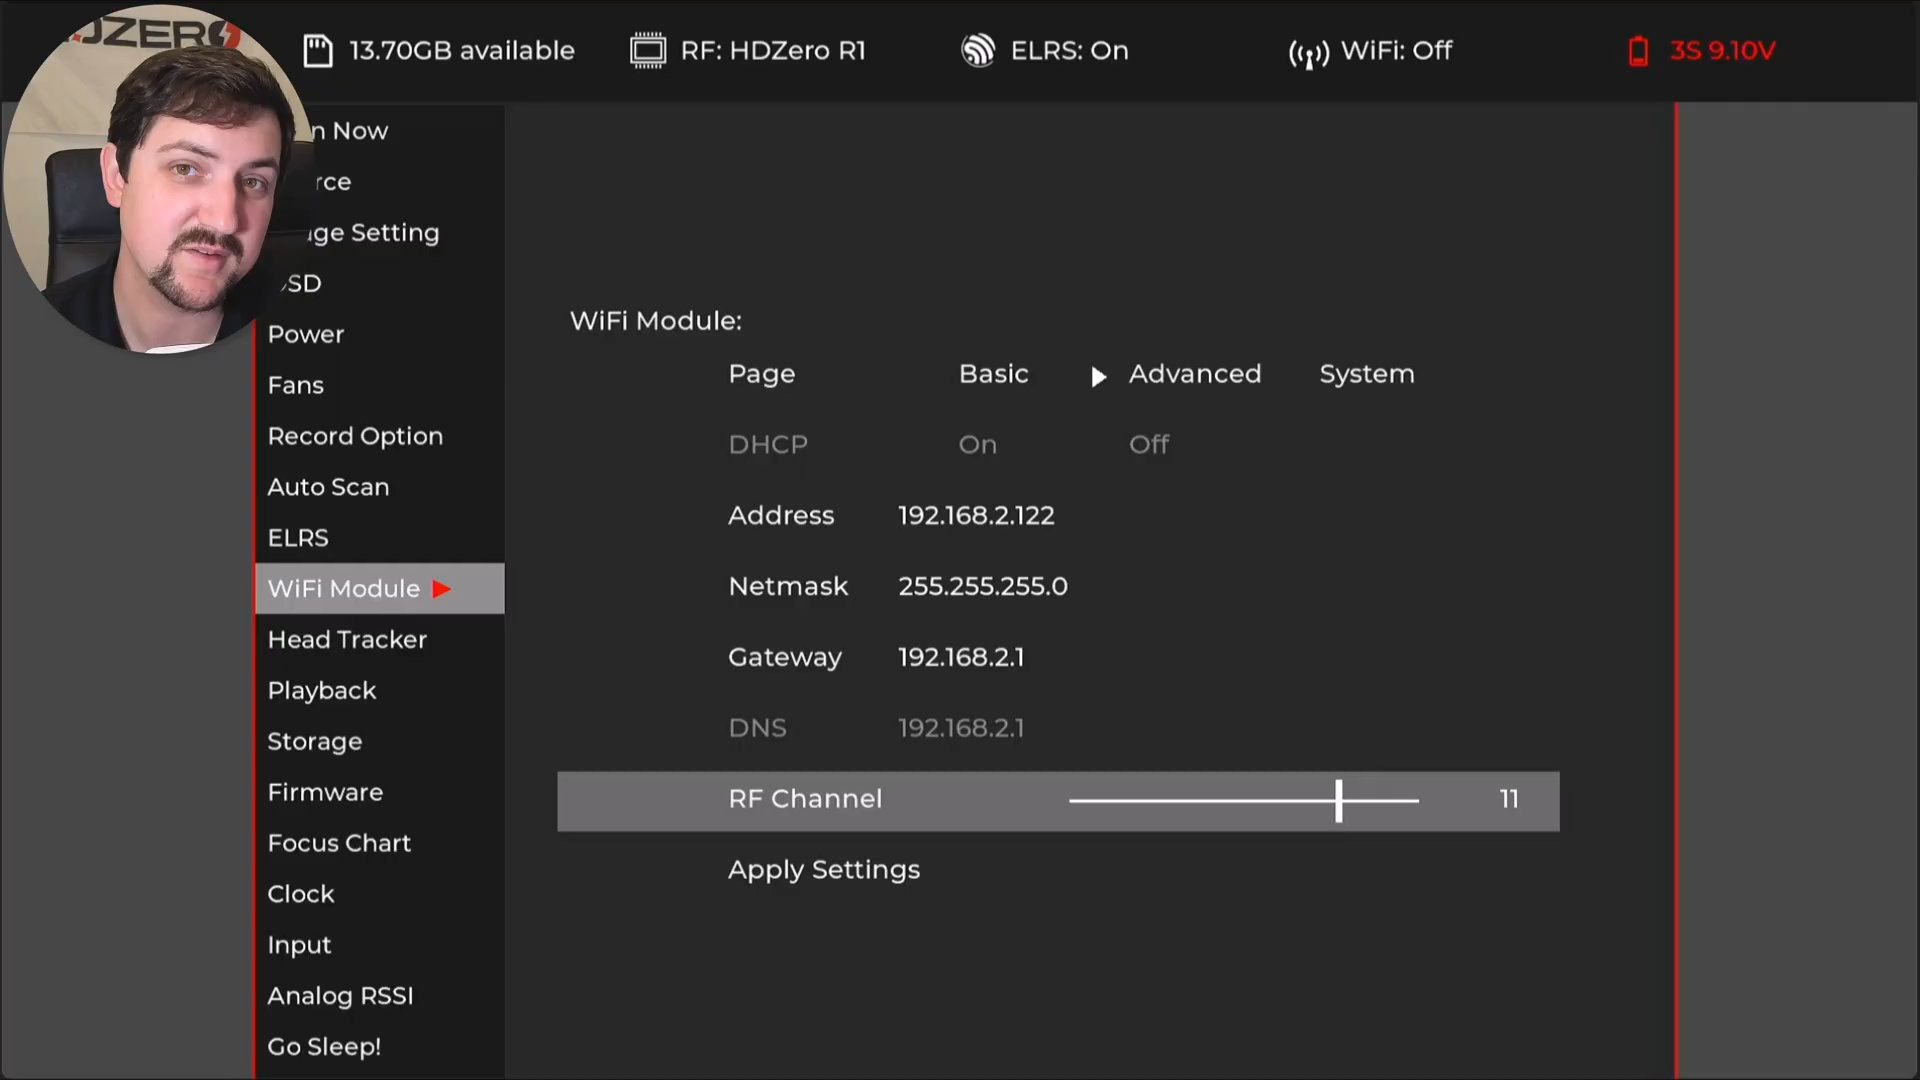 13.70GB available
RF: HDZero R1
ELRS: On
WiFi: Off
3S 9.10V
Now
Setting
Power
Fans
Record Option
Auto Scan
ELRS
WiFi Module
Head Tracker
Playback
Storage
Firmware
Focus Chart
Clock
Input
Analog RSSI
Go Sleep!
WiFi Module:
Page Basic Advanced System
DHCP On Off
Address 192.168.2.122
Netmask 255.255.255.0
Gateway 192.168.2.1
DNS 192.168.2.1
RF Channel 11
Apply Settings